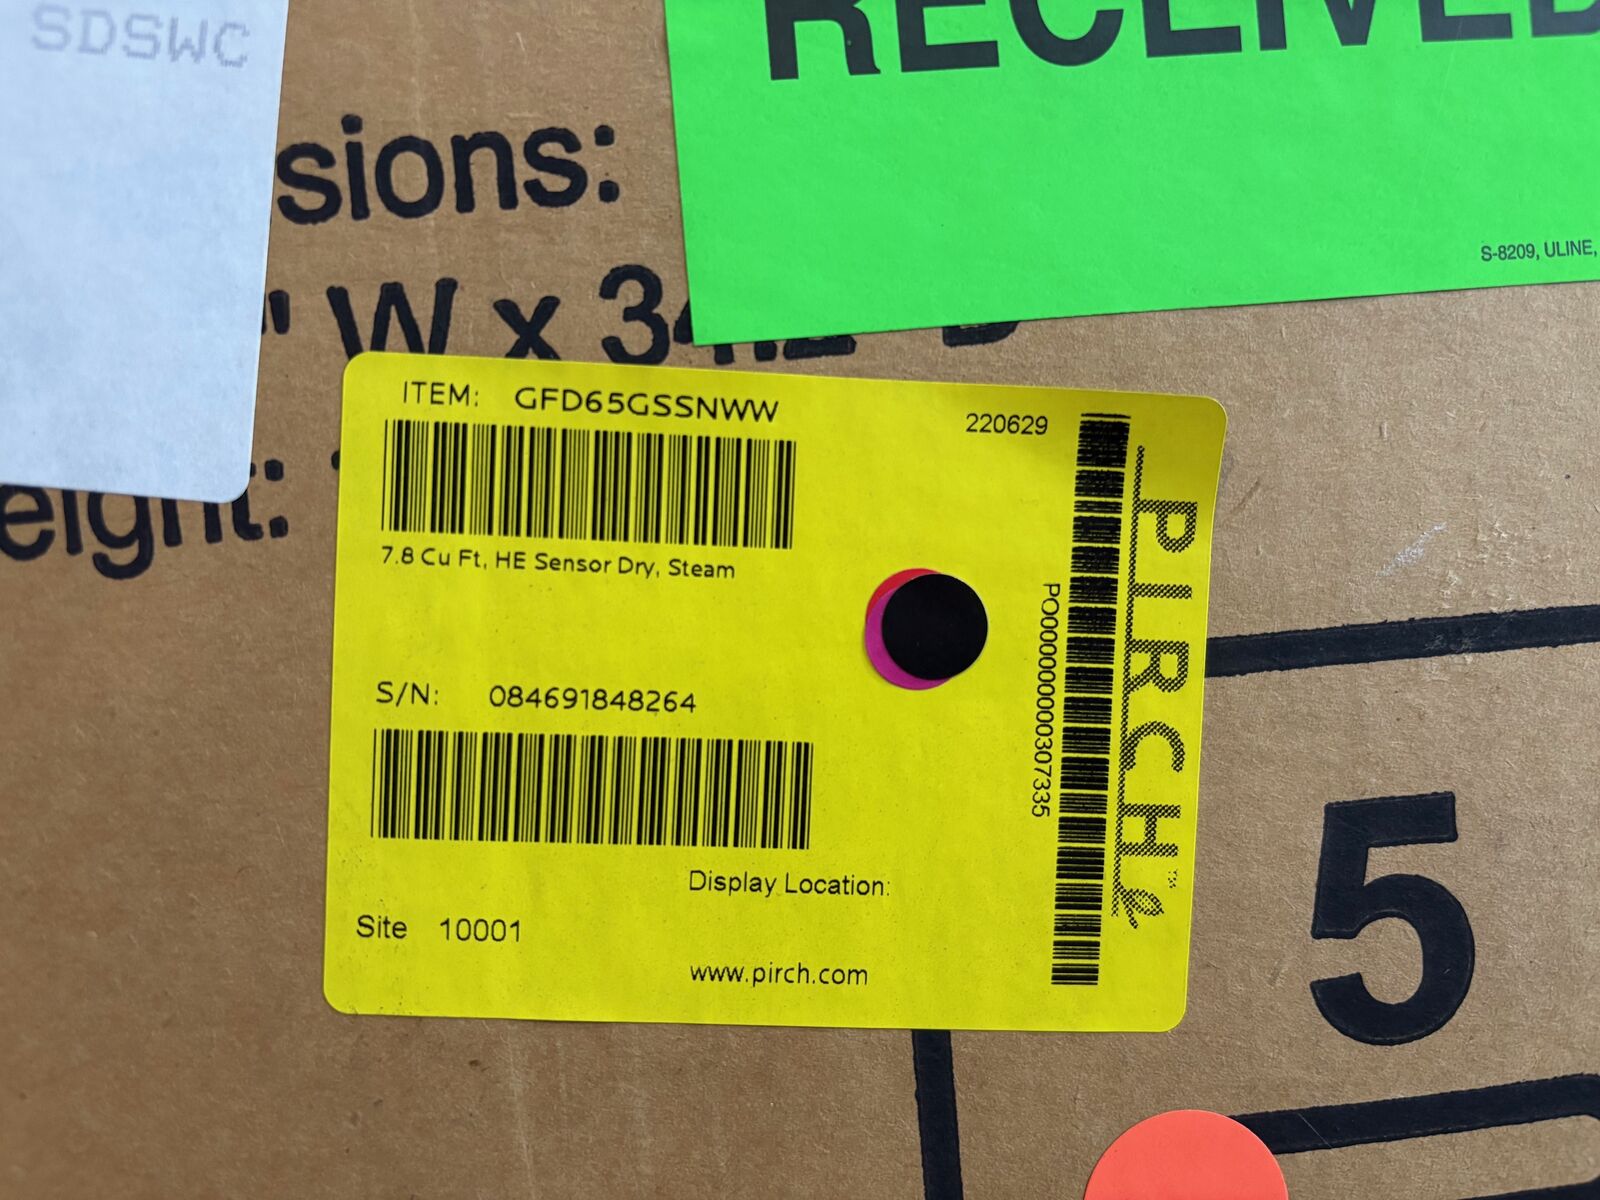 SDSWC
RECEIVED
S-8209, ULINE,
sions:
" W x 34.2" D
eight:
ITEM: GFD65GSSNWW
220629
7.8 Cu Ft, HE Sensor Dry, Steam
S/N: 084691848264
Display Location:
Site 10001
www.pirch.com
PO0000000000307335
PIRCH
5